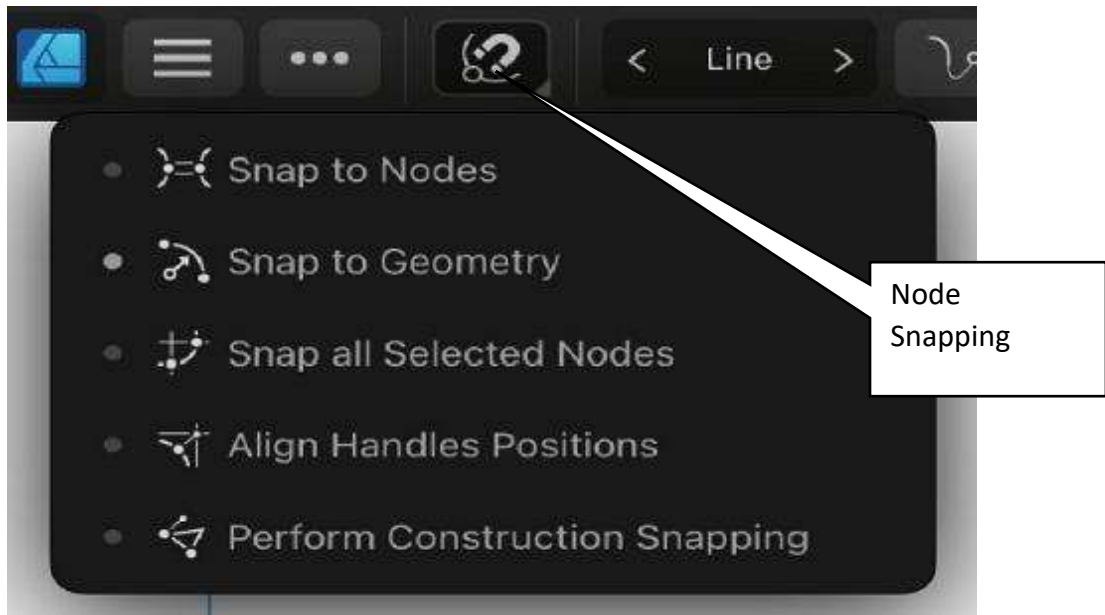 < Line >
Snap to Nodes
Snap to Geometry
Node
Snapping
Snap all Selected Nodes
Align Handles Positions
Perform Construction Snapping